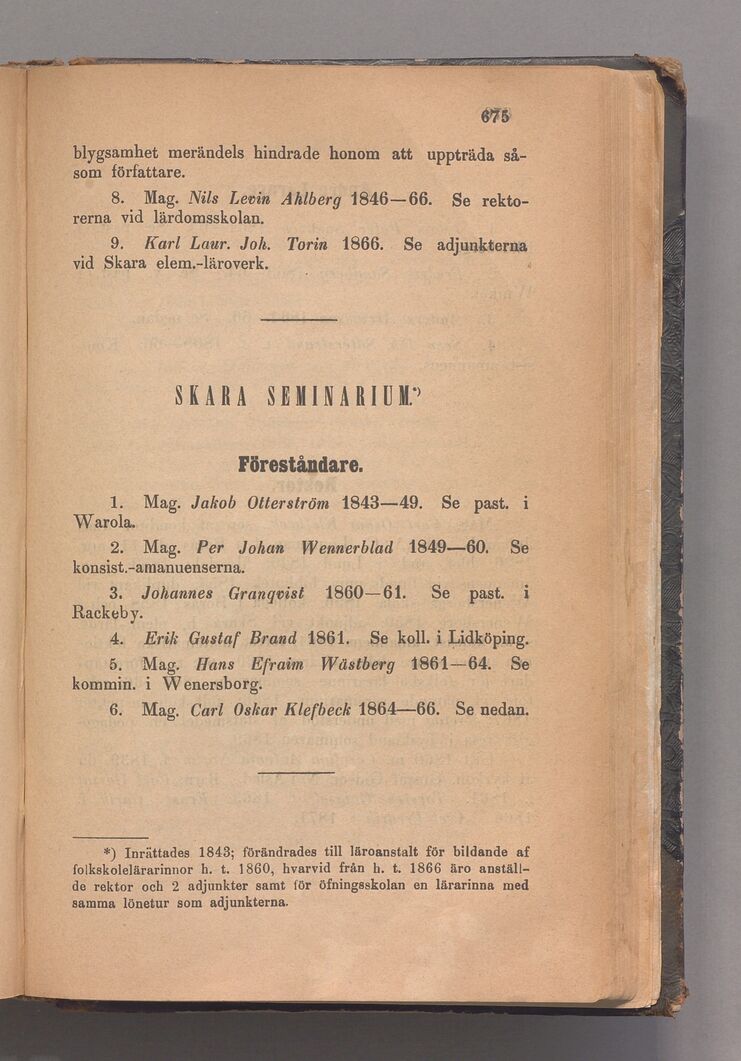 675
blygsamhet merändels hindrade honom att uppträda så-
som författare.
8. Mag. Nils Levin Ahlberg 1846—66. Se rekto-
rerna vid lärdomsskolan.
9. Karl Laur. Joh. Torin 1866. Se adjunkterna
vid Skara elem.-läroverk.
SKARA SEMINARIUM.*)
Föreståndare.
1. Mag. Jakob Otterström 1843—49. Se past. i
Warola.
2. Mag. Per Johan Wennerblad 1849—60. Se
konsist.-amanuenserna.
3. Johannes Granqvist 1860—61. Se past. i
Rackeby.
4. Erik Gustaf Brand 1861. Se koll. i Lidköping.
5. Mag. Hans Efraim Wästberg 1861—64. Se
kommin. i Wenersborg.
6. Mag. Carl Oskar Klefbeck 1864—66. Se nedan.
*) Inrättades 1843; förändrades till läroanstalt för bildande af
folkskolelärarinnor h. t. 1860, hvarvid från h. t. 1866 äro anställ-
de rektor och 2 adjunkter samt för öfningsskolan en lärarinna med
samma lönetur som adjunkterna.